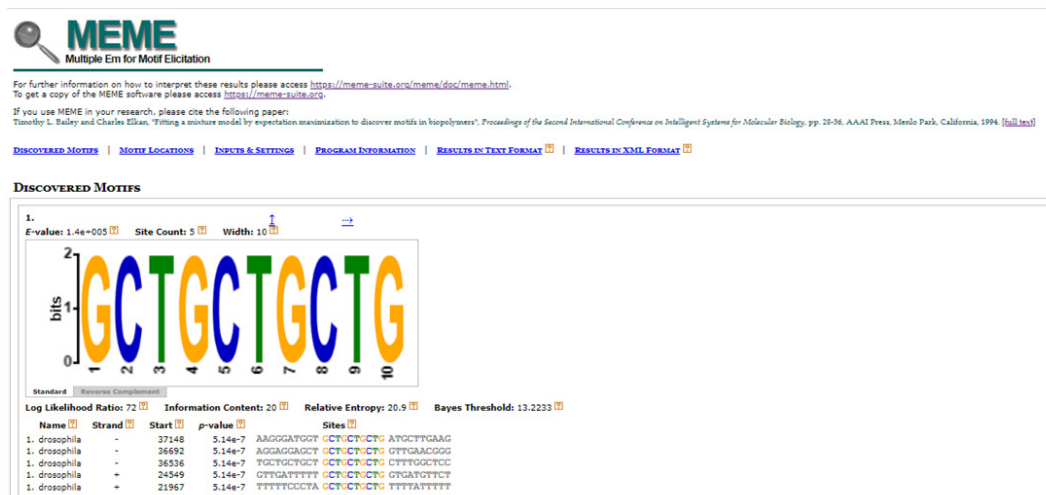 MEME
Multiple Em for Motif Elicitation
For further information on how to interpret these results please access https://meme-suite.org/meme/doc/meme.html.
To get a copy of the MEME software please access https://meme-suite.org.
If you use MEME in your research, please cite the following paper:
Timothy L. Bailey and Charles Elkan, "Fitting a mixture model by expectation maximization to discover motifs in biopolymers", Proceedings of the Second International Conference on Intelligent Systems for Molecular Biology, pp. 28-36, AAAI Press, Menlo Park, California, 1994. [full text]
DISCOVERED MOTIFS | MOTIF LOCATIONS | INPUTS & SETTINGS | PROGRAM INFORMATION | RESULTS IN TEXT FORMAT ? | RESULTS IN XML FORMAT ?
DISCOVERED MOTIFS
1. ↥ ⇢
E-value: 1.4e+005 ? Site Count: 5 ? Width: 10 ?
2
bits
1
0
GCTGCTGCTG
1 2 3 4 5 6 7 8 9 10
Standard Reverse Complement
Log Likelihood Ratio: 72 ? Information Content: 20 ? Relative Entropy: 20.9 ? Bayes Threshold: 13.2233 ?
Name ? Strand ? Start ? p-value ? Sites ?
1. drosophila - 37148 5.14e-7 AAGGGATGGT GCTGCTGCTG ATGCTTGAAG
1. drosophila - 36692 5.14e-7 AGGAGGAGCT GCTGCTGCTG GTTGAACGGG
1. drosophila - 36536 5.14e-7 TGCTGCTGCT GCTGCTGCTG CTTTGGCTCC
1. drosophila + 24549 5.14e-7 GTTGATTTTT GCTGCTGCTG GTGATGTTCT
1. drosophila + 21967 5.14e-7 TTTTTCCCTA GCTGCTGCTG TTTTATTTTT